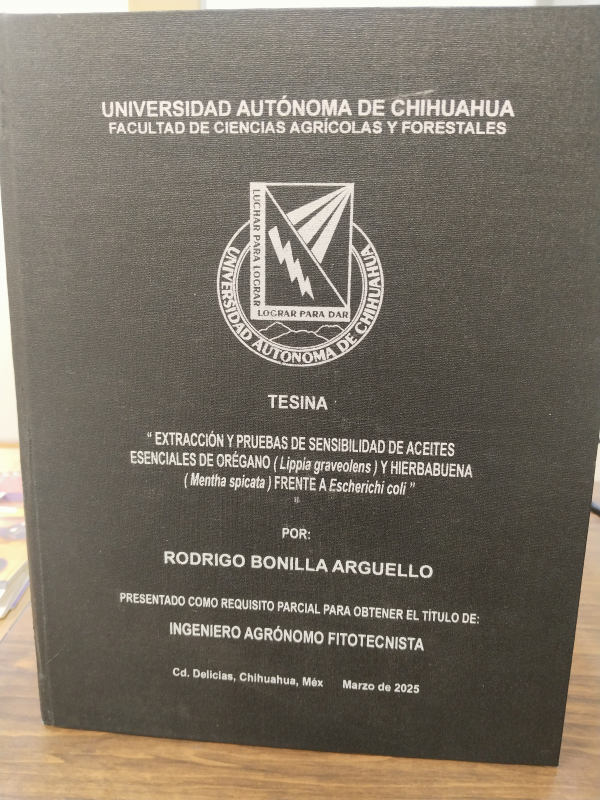 UNIVERSIDAD AUTÓNOMA DE CHIHUAHUA
FACULTAD DE CIENCIAS AGRÍCOLAS Y FORESTALES
LUCHAR PARA LOGRAR
LOGRAR PARA DAR
UNIVERSIDAD AUTONOMA DE CHIHUAHUA
TESINA
“ EXTRACCIÓN Y PRUEBAS DE SENSIBILIDAD DE ACEITES
ESENCIALES DE ORÉGANO ( Lippia graveolens ) Y HIERBABUENA
( Mentha spicata ) FRENTE A Escherichi coli ”
"
POR:
RODRIGO BONILLA ARGUELLO
PRESENTADO COMO REQUISITO PARCIAL PARA OBTENER EL TÍTULO DE:
INGENIERO AGRÓNOMO FITOTECNISTA
Cd. Delicias, Chihuahua, Méx Marzo de 2025